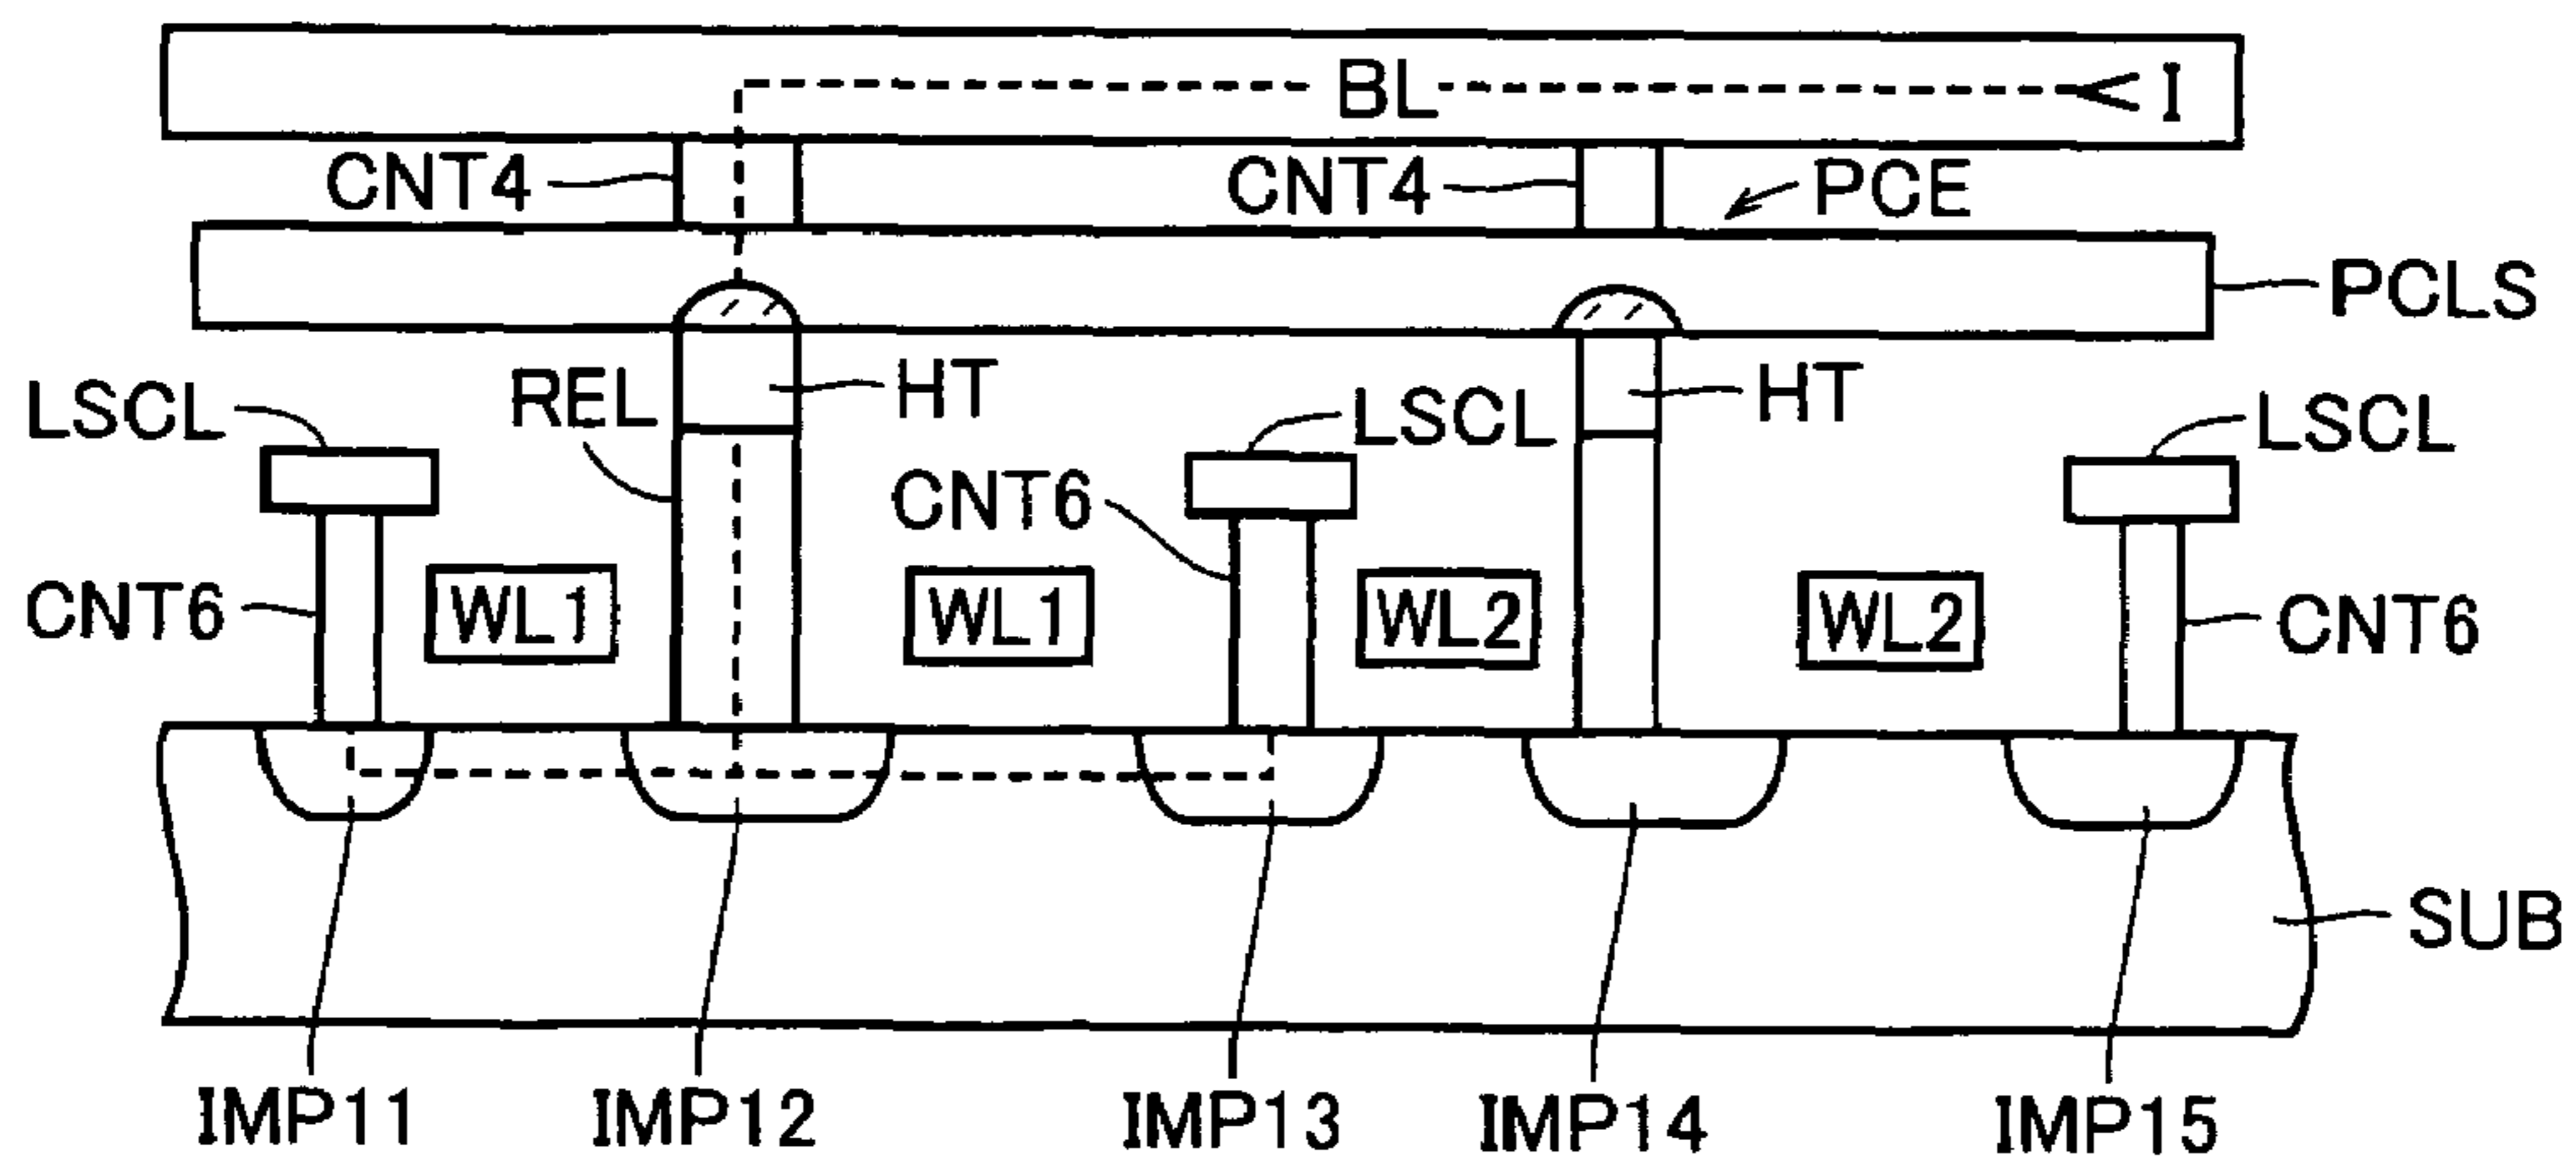 BL I
CNT4 CNT4 PCE
PCLS
LSCL REL HT LSCL HT LSCL
CNT6
CNT6 WL1 WL1 WL2 WL2 CNT6
SUB
IMP11 IMP12 IMP13 IMP14 IMP15